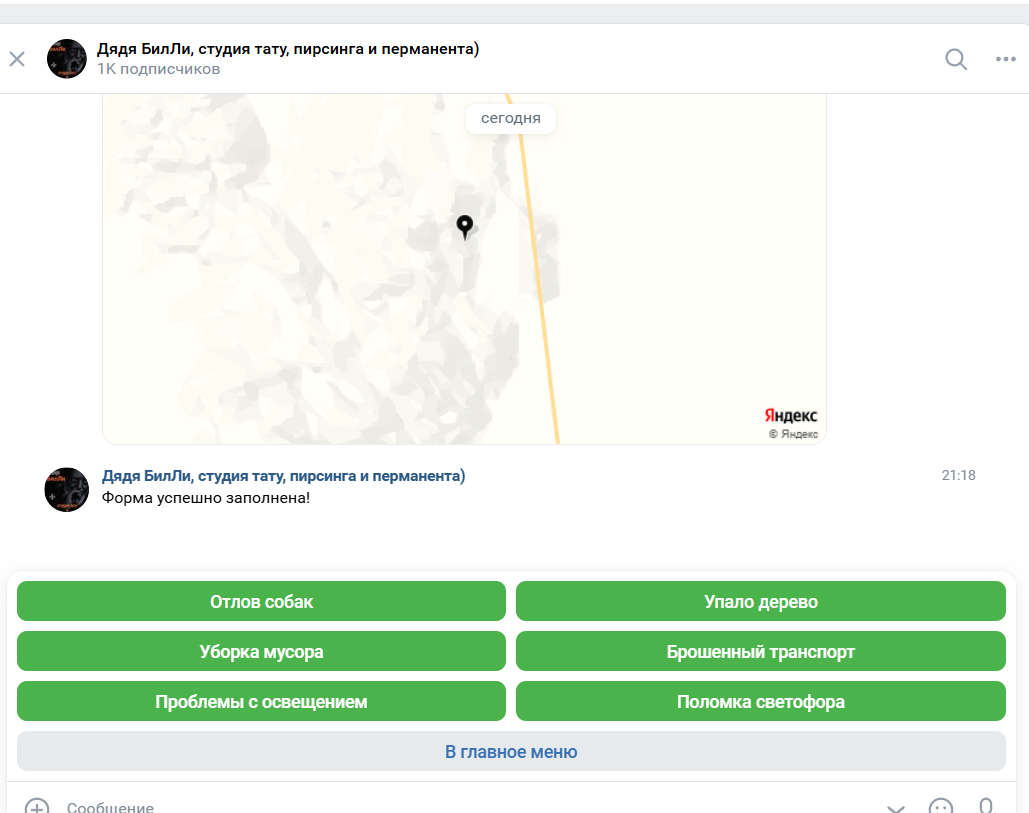 Дядя БилЛи, студия тату, пирсинга и перманента)
1K подписчиков
сегодня
Яндекс
© Яндекс
Дядя БилЛи, студия тату, пирсинга и перманента)
21:18
Форма успешно заполнена!
Отлов собак
Упало дерево
Уборка мусора
Брошенный транспорт
Проблемы с освещением
Поломка светофора
В главное меню
Сообщение